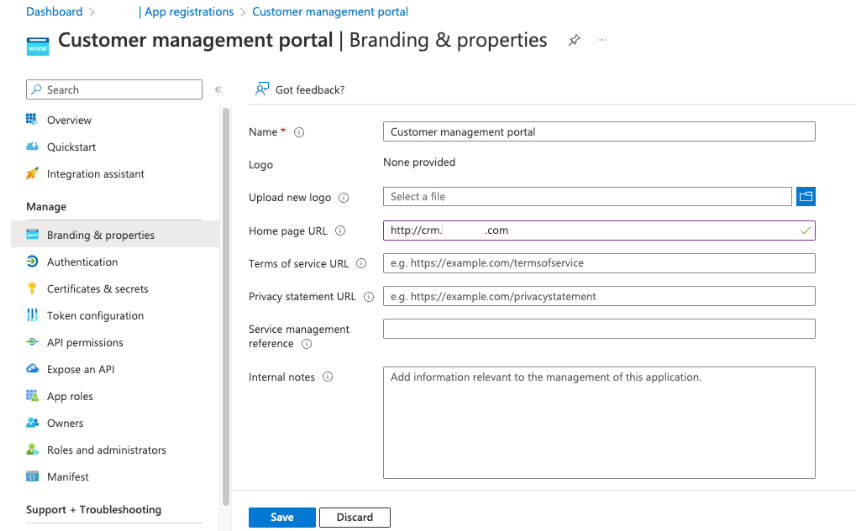 Dashboard > | App registrations > Customer management portal
Customer management portal | Branding & properties
www
Search
Got feedback?
Overview
Quickstart
Integration assistant
Manage
Branding & properties
Authentication
Certificates & secrets
Token configuration
API permissions
Expose an API
App roles
Owners
Roles and administrators
Manifest
Support + Troubleshooting
Name *
Customer management portal
Logo
None provided
Upload new logo
Select a file
Home page URL
http://crm. .com
Terms of service URL
e.g. https://example.com/termsofservice
Privacy statement URL
e.g. https://example.com/privacystatement
Service management
reference
Internal notes
Add information relevant to the management of this application.
Save
Discard